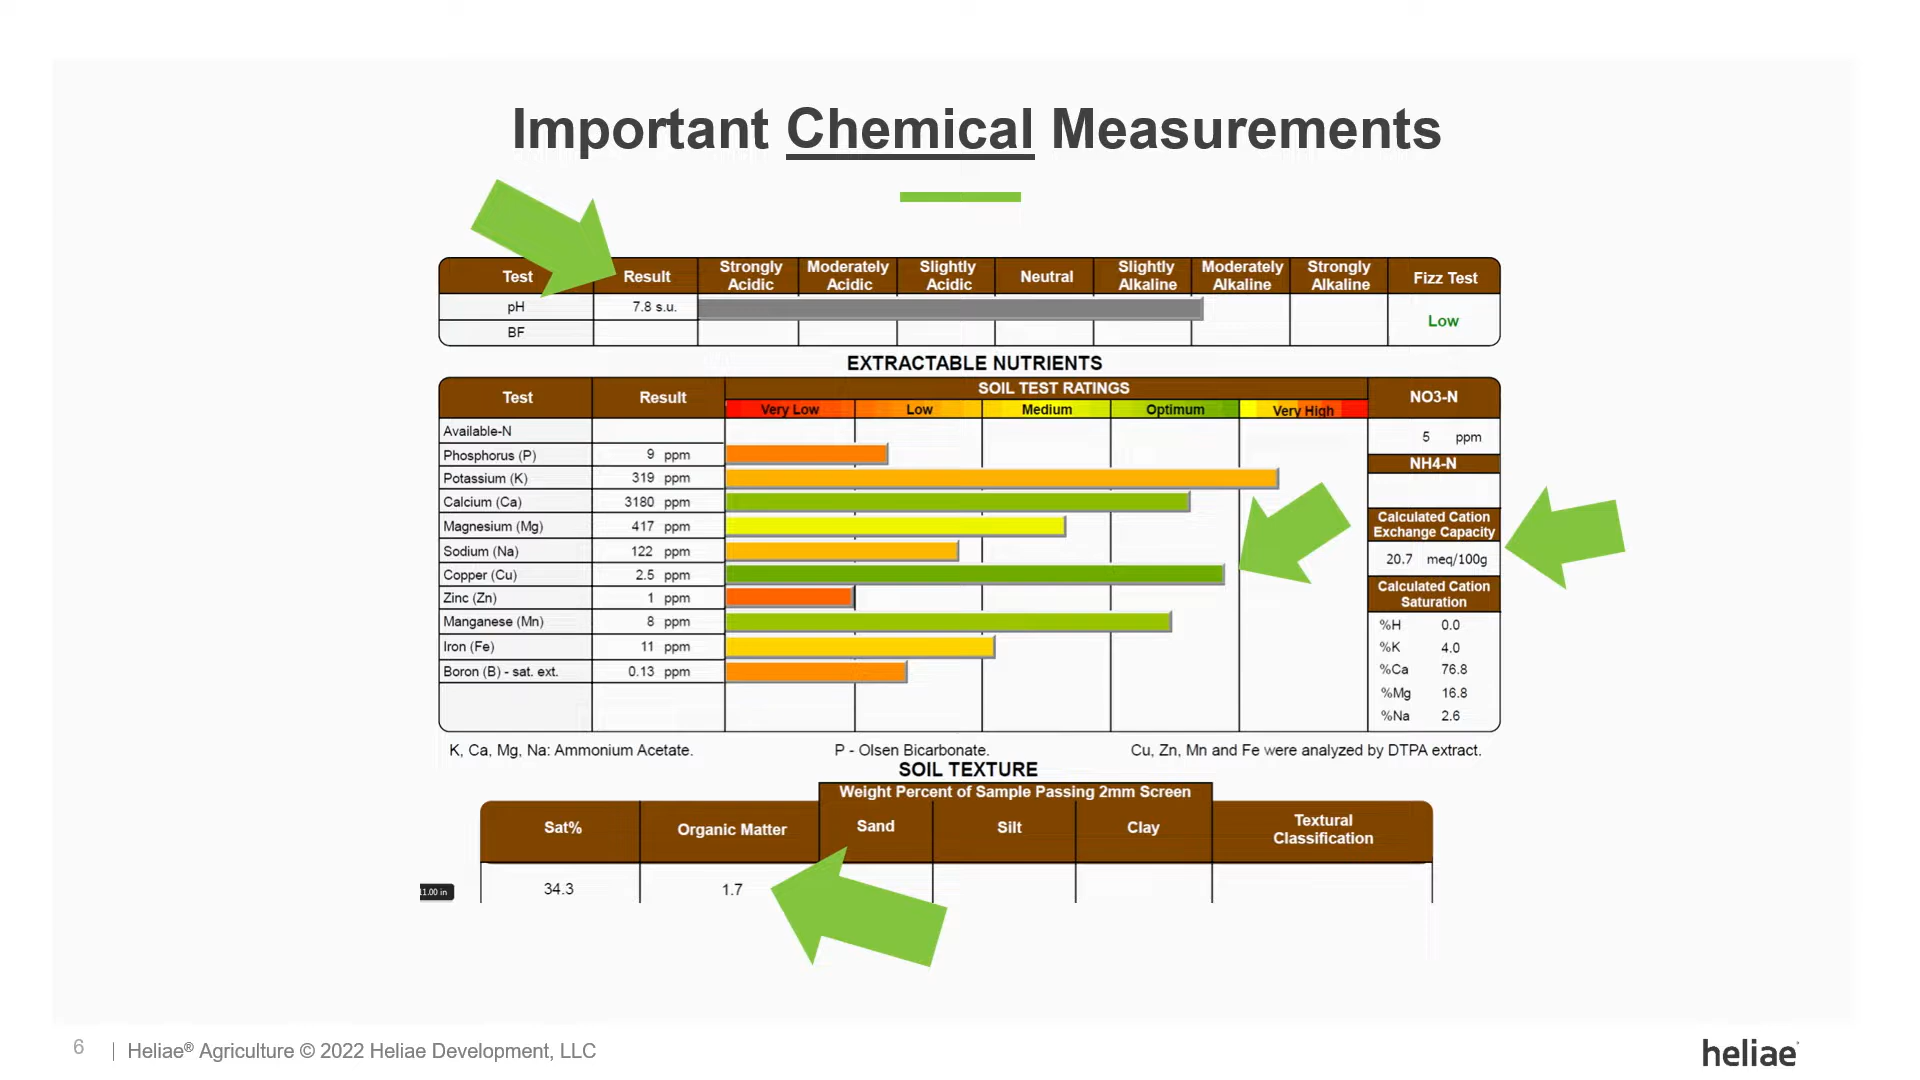 Important Chemical Measurements
Test Result Strongly Acidic Moderately Acidic Slightly Acidic Neutral Slightly Alkaline Moderately Alkaline Strongly Alkaline Fizz Test
pH 7.8 s.u. Low
BF
EXTRACTABLE NUTRIENTS
Test Result SOIL TEST RATINGS NO3-N
Very Low Low Medium Optimum Very High
Available-N 5 ppm
Phosphorus (P) 9 ppm NH4-N
Potassium (K) 319 ppm
Calcium (Ca) 3180 ppm
Magnesium (Mg) 417 ppm Calculated Cation Exchange Capacity
Sodium (Na) 122 ppm 20.7 meq/100g
Copper (Cu) 2.5 ppm
Zinc (Zn) 1 ppm Calculated Cation Saturation
Manganese (Mn) 8 ppm %H 0.0
Iron (Fe) 11 ppm %K 4.0
Boron (B) - sat. ext. 0.13 ppm %Ca 76.8
%Mg 16.8
%Na 2.6
K, Ca, Mg, Na: Ammonium Acetate. P - Olsen Bicarbonate. Cu, Zn, Mn and Fe were analyzed by DTPA extract.
SOIL TEXTURE
Weight Percent of Sample Passing 2mm Screen
Sat% Organic Matter Sand Silt Clay Textural Classification
34.3 1.7
11.00 in
6 | Heliae® Agriculture © 2022 Heliae Development, LLC
heliae